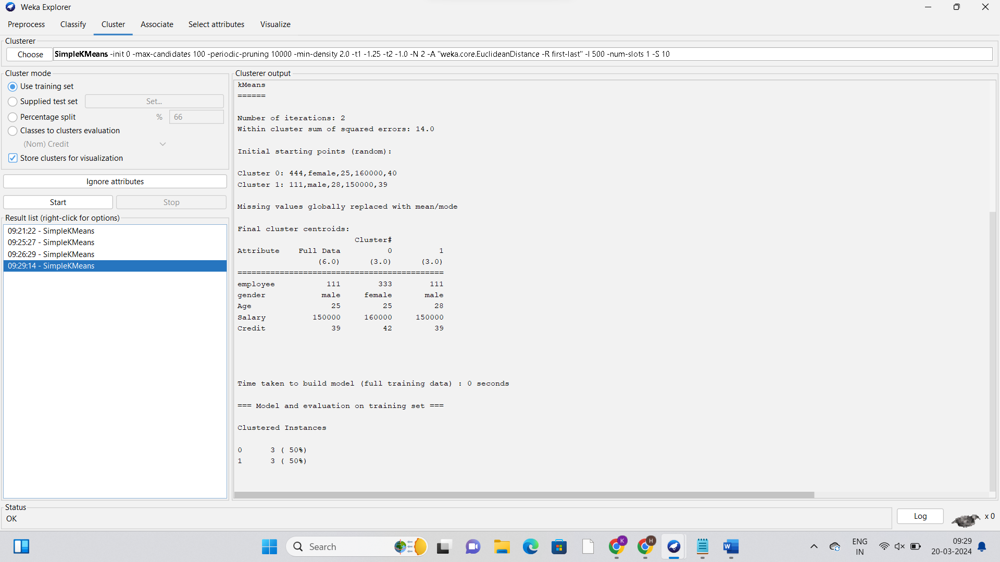 Weka Explorer
Preprocess Classify Cluster Associate Select attributes Visualize
Clusterer
Choose SimpleKMeans -init 0 -max-candidates 100 -periodic-pruning 10000 -min-density 2.0 -t1 -1.25 -t2 -1.0 -N 2 -A "weka.core.EuclideanDistance -R first-last" -I 500 -num-slots 1 -S 10
Cluster mode
Use training set
Supplied test set Set...
Percentage split % 66
Classes to clusters evaluation
(Nom) Credit
Store clusters for visualization
Ignore attributes
Start Stop
Result list (right-click for options)
09:21:22 - SimpleKMeans
09:25:27 - SimpleKMeans
09:26:29 - SimpleKMeans
09:29:14 - SimpleKMeans
Clusterer output
kMeans
======
Number of iterations: 2
Within cluster sum of squared errors: 14.0
Initial starting points (random):
Cluster 0: 444,female,25,160000,40
Cluster 1: 111,male,28,150000,39
Missing values globally replaced with mean/mode
Final cluster centroids:
Cluster#
Attribute Full Data 0 1
(6.0) (3.0) (3.0)
============================================
employee 111 333 111
gender male female male
Age 25 25 28
Salary 150000 160000 150000
Credit 39 42 39
Time taken to build model (full training data) : 0 seconds
=== Model and evaluation on training set ===
Clustered Instances
0 3 ( 50%)
1 3 ( 50%)
Status
OK
Log x 0
Search
K
H
W
ENG
IN
09:29
20-03-2024